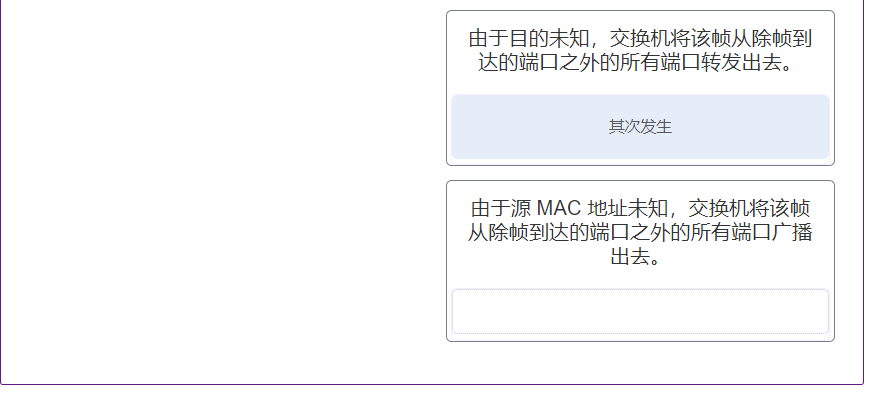 由于目的未知，交换机将该帧从除帧到
达的端口之外的所有端口转发出去。
其次发生
由于源 MAC 地址未知，交换机将该帧
从除帧到达的端口之外的所有端口广播
出去。